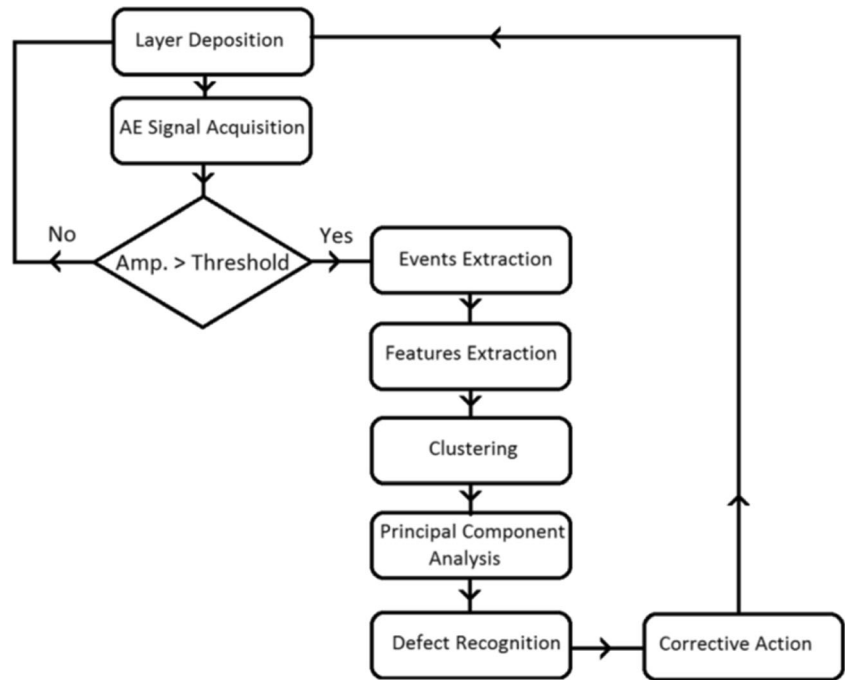 Layer Deposition
AE Signal Acquisition
No
Yes
Amp. > Threshold
Events Extraction
Features Extraction
Clustering
Principal Component
Analysis
Defect Recognition
Corrective Action